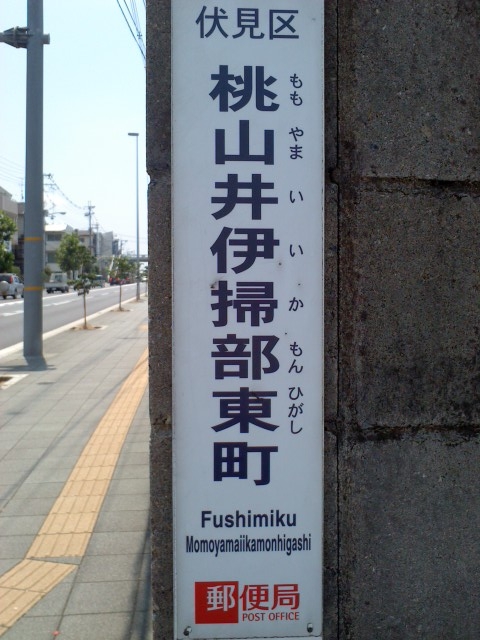 伏見区
桃山井伊掃部東町
もも やま い い か もん ひがし
Fushimiku
Momoyamaiikamonhigashi
郵便局
POST OFFICE